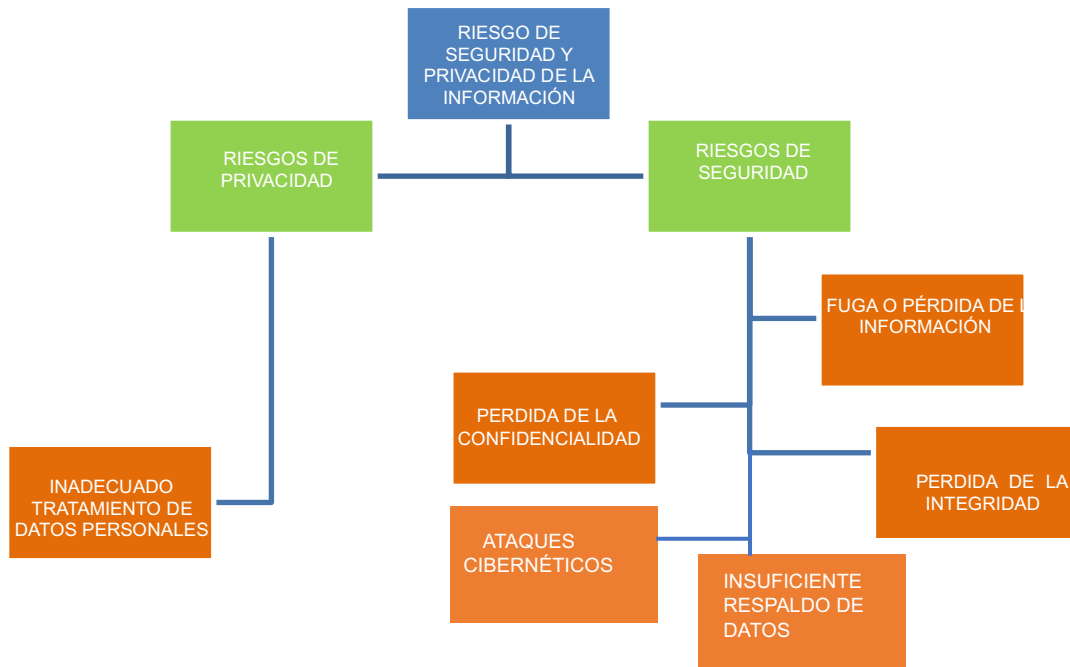 RIESGO DE
SEGURIDAD Y
PRIVACIDAD DE LA
INFORMACIÓN
RIESGOS DE
PRIVACIDAD
RIESGOS DE
SEGURIDAD
FUGA O PÉRDIDA DE L
INFORMACIÓN
PERDIDA DE LA
CONFIDENCIALIDAD
PERDIDA DE LA
INTEGRIDAD
INADECUADO
TRATAMIENTO DE
DATOS PERSONALES
ATAQUES
CIBERNÉTICOS
INSUFICIENTE
RESPALDO DE
DATOS